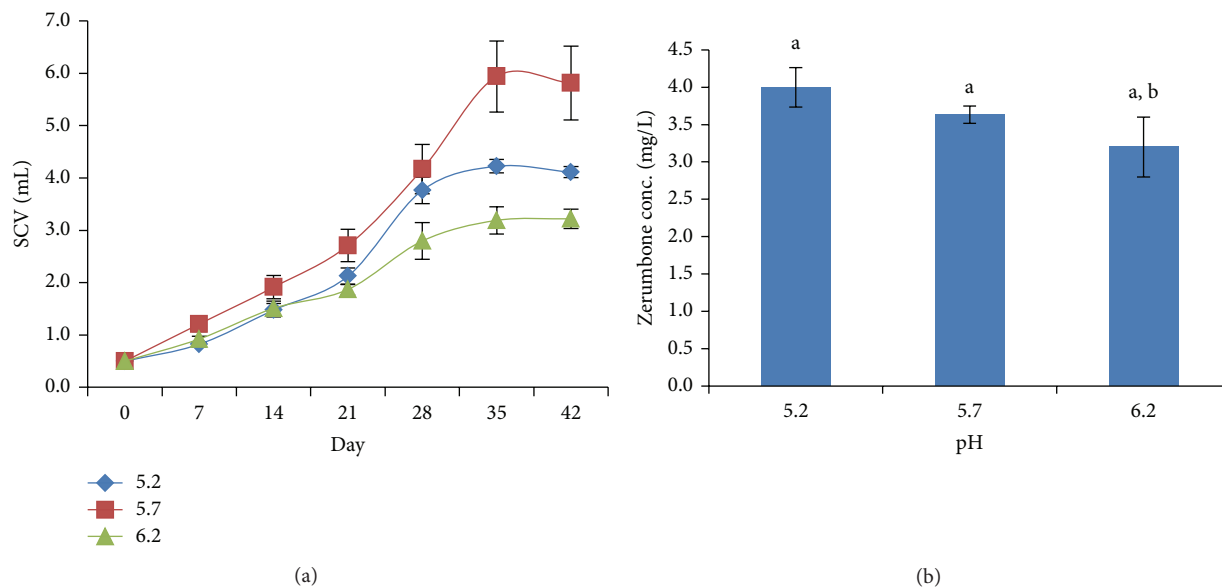 7.0
6.0
5.0
4.0
3.0
2.0
1.0
0.0
SCV (mL)
0 7 14 21 28 35 42
Day
5.2
5.7
6.2
(a)
4.5
4.0
3.5
3.0
2.5
2.0
1.5
1.0
0.5
0.0
Zerumbone conc. (mg/L)
a
a
a, b
5.2 5.7 6.2
pH
(b)